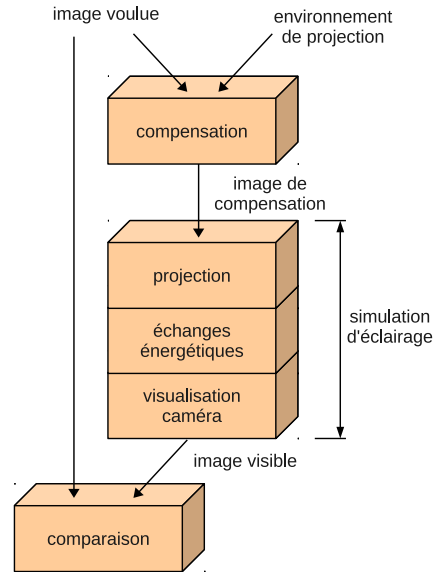 image voulue
environnement
de projection
compensation
image de
compensation
projection
échanges
énergétiques
simulation
d'éclairage
visualisation
caméra
image visible
comparaison